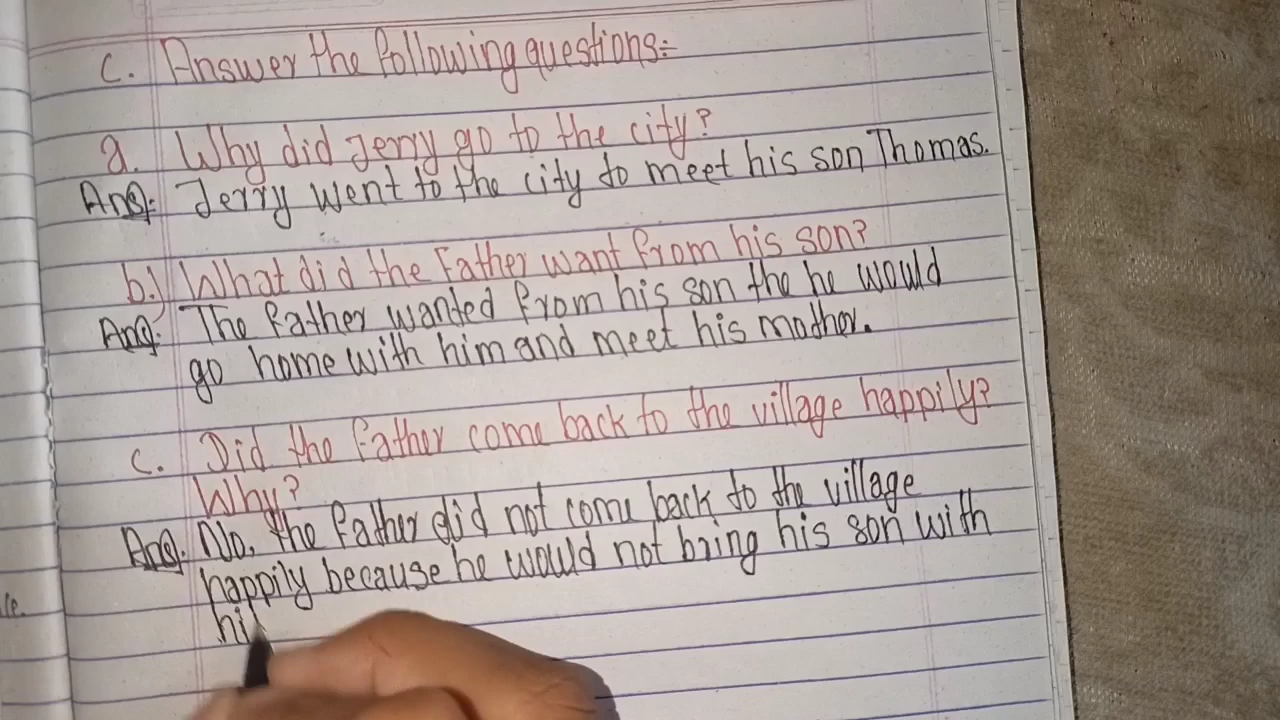 C. Answer the following questions:-
a. Why did Jerry go to the city?
Ans: Jerry went to the city to meet his son Thomas.
b.) What did the Father want from his son?
Ans: The father wanted from his son the he would
go home with him and meet his mother.
c. Did the father come back to the village happily?
Why?
Ans. No, the father did not come back to the village
happily because he would not bring his son with
hi